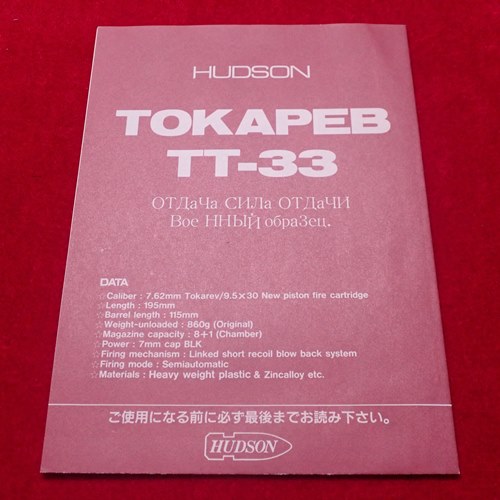 HUDSON
TOKAPEB
TT-33
ОТДаЧа СИЛа ОТДаЧИ
Вое ННЫЙ обраЗец.
DATA
☆Caliber : 7.62mm Tokarev/9.5×30 New piston fire cartridge
☆Length : 195mm
☆Barrel length : 115mm
☆Weight-unloaded : 860g (Original)
☆Magazine capacity : 8+1 (Chamber)
☆Power : 7mm cap BLK
☆Firing mechanism : Linked short recoil blow back system
☆Firing mode : Semiautomatic
☆Materials : Heavy weight plastic & Zincalloy etc.
ご使用になる前に必ず最後までお読み下さい。
HUDSON